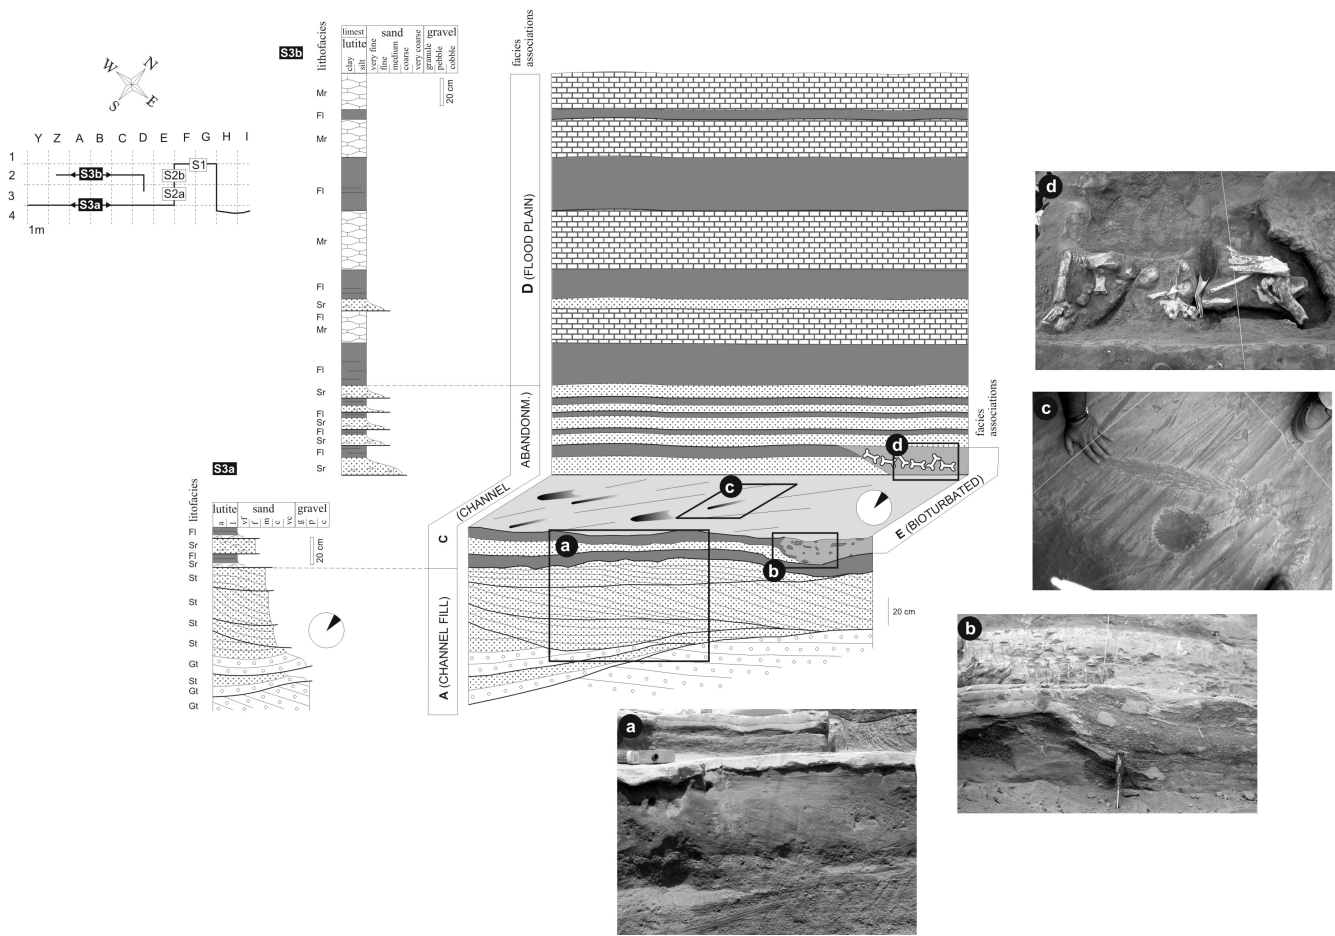 S3b
lithofacies
limest
lutite
sand
gravel
clay
silt
very fine
fine
medium
coarse
very coarse
granule
pebble
cobble
facies
associations
N
W
E
S
Y Z A B C D E F G H I
1
2
3
4
S3b
S1
S2b
S2a
S3a
1m
20 cm
Mr
Fl
Mr
Fl
Mr
Fl
Sr
Fl
Mr
Fl
Sr
Fl
Sr
Fl
Sr
Fl
Sr
D (FLOOD PLAIN)
C (CHANNEL ABANDONM.)
A (CHANNEL FILL)
E (BIOTURBATED)
facies
associations
S3a
litofacies
lutite
sand
gravel
a
l
vf
f
m
c
vc
g
p
c
20 cm
Fl
Sr
Fl
Sr
St
St
St
St
Gt
St
Gt
Gt
a
b
c
d
20 cm
d
c
b
a